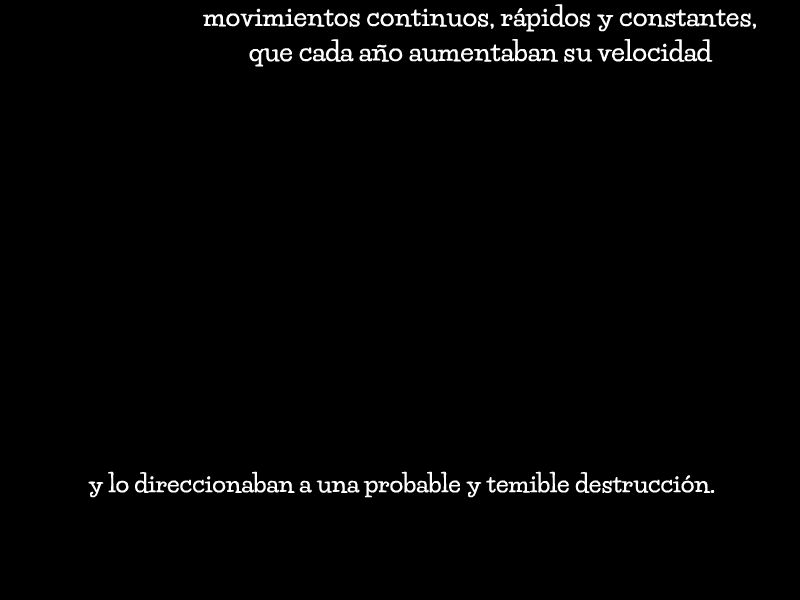 movimientos continuos, rápidos y constantes,
que cada año aumentaban su velocidad
y lo direccionaban a una probable y temible destrucción.